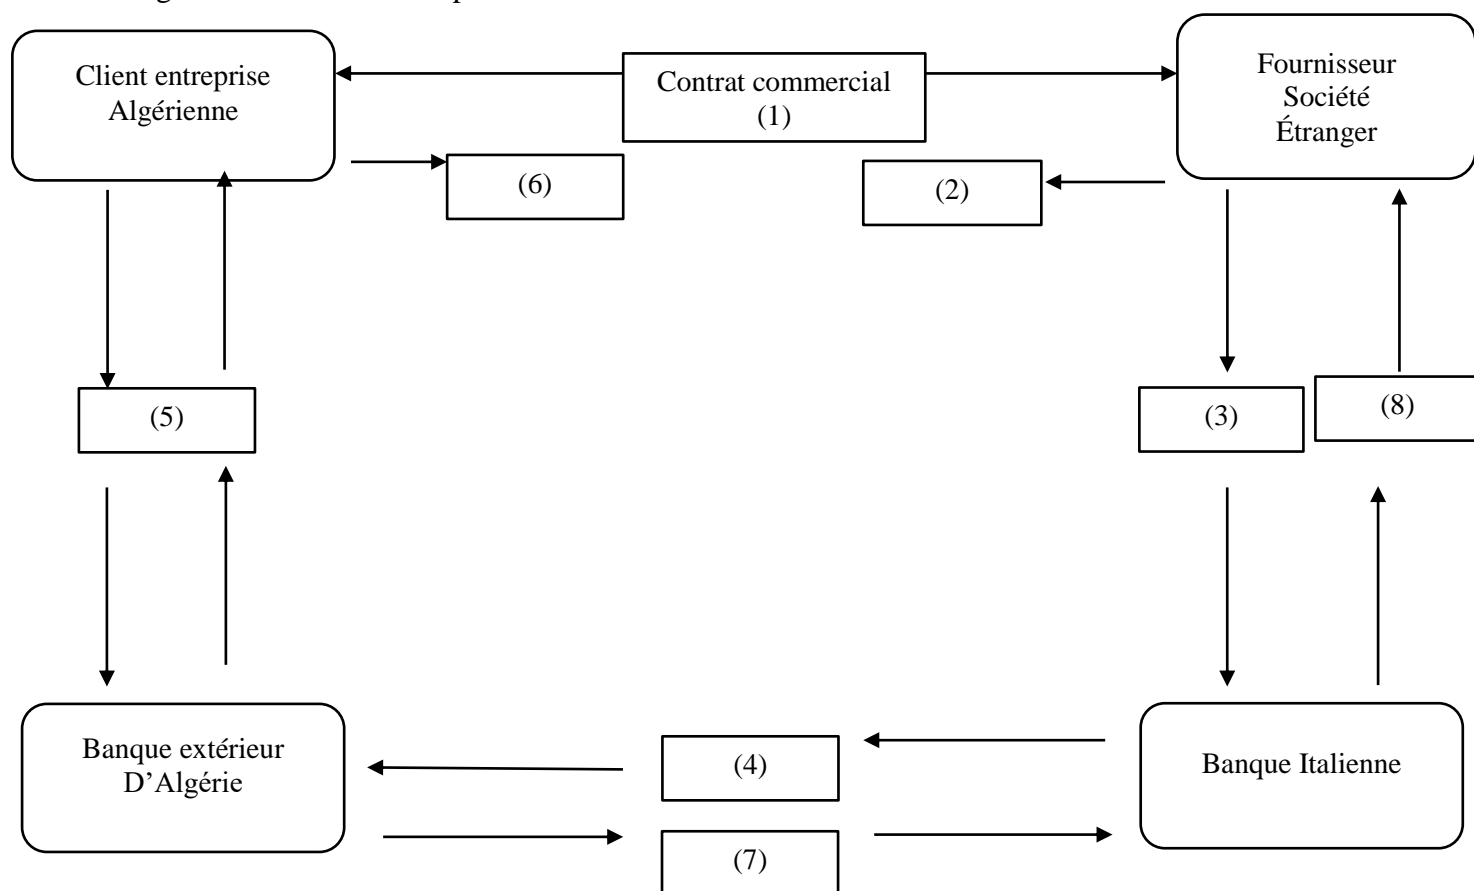 Client entreprise
Algérienne
Contrat commercial
(1)
Fournisseur
Société
Étranger
(6)
(2)
(5)
(3)
(8)
Banque extérieur
D’Algérie
(4)
Banque Italienne
(7)